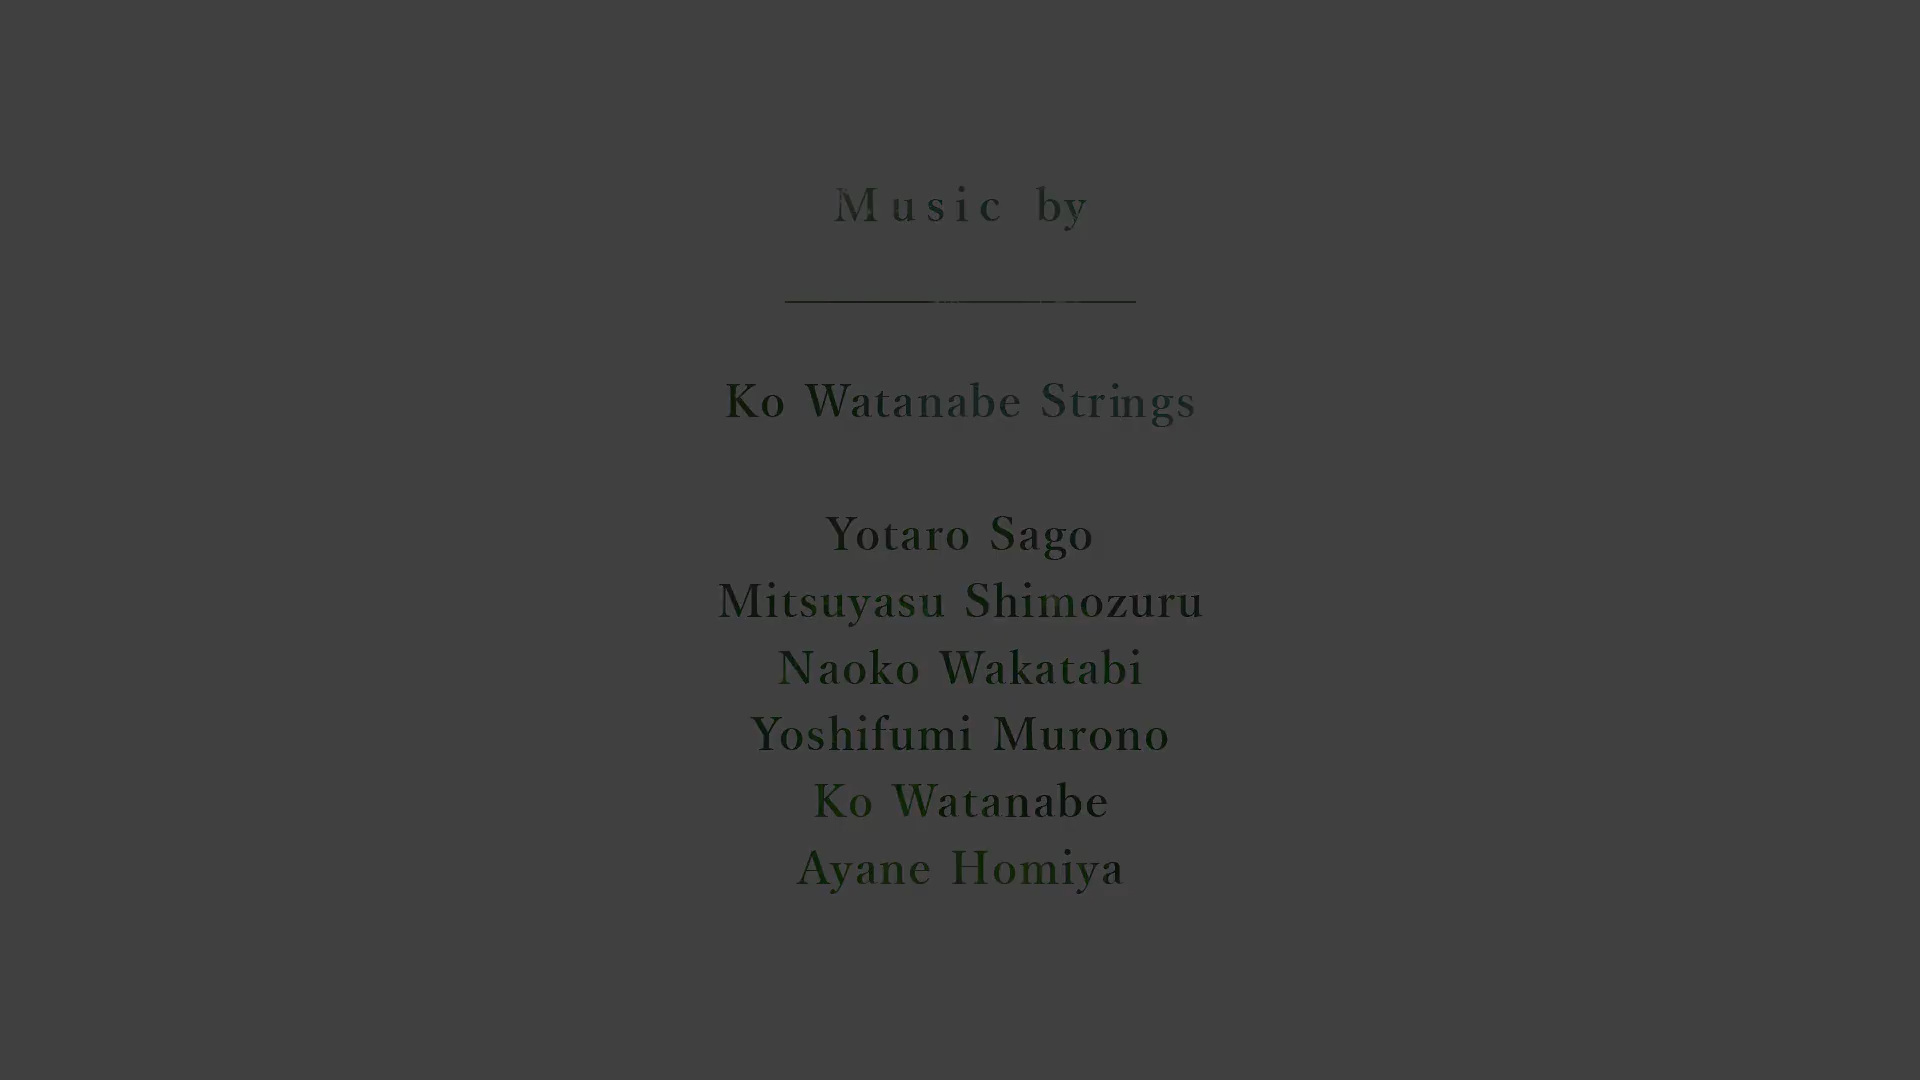 Music by
Ko Watanabe Strings
Yotaro Sago
Mitsuyasu Shimozuru
Naoko Wakatabi
Yoshifumi Murono
Ko Watanabe
Ayane Homiya